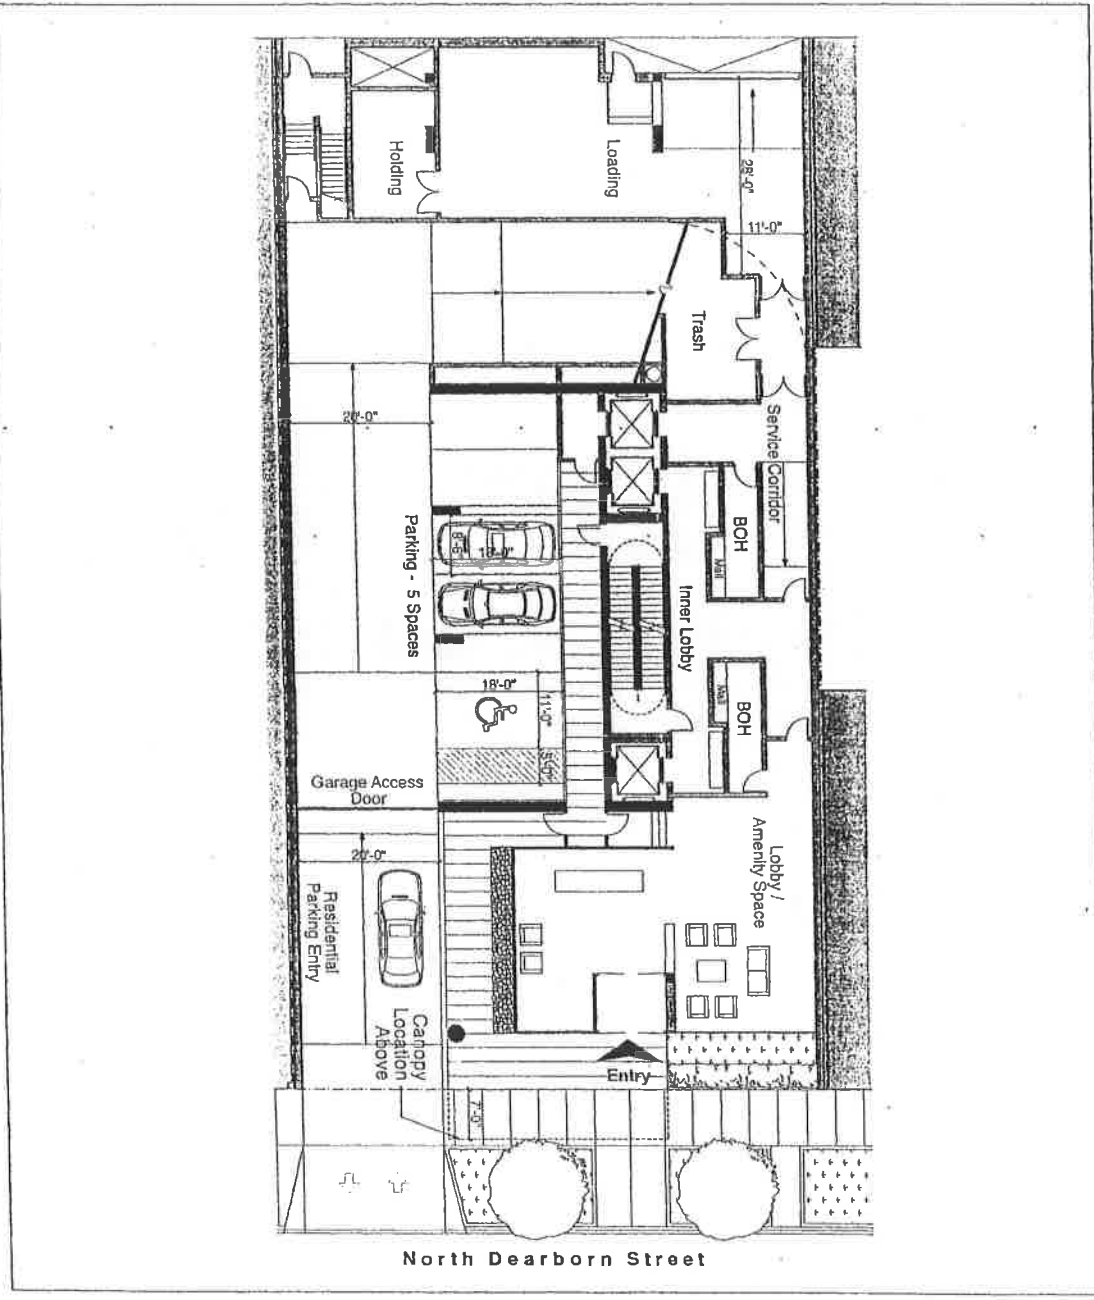 Holding
Loading
28'-0"
11'-0"
Trash
20'-0"
Service Corridor
BOH
Mail
8'-6"
18'-0"
Parking - 5 Spaces
Inner Lobby
Mail
BOH
18'-0"
11'-0"
5'-0"
Garage Access
Door
20'-0"
Lobby /
Amenity Space
Residential
Parking Entry
Canopy
Location
Above
Entry
7'-0"
North Dearborn Street